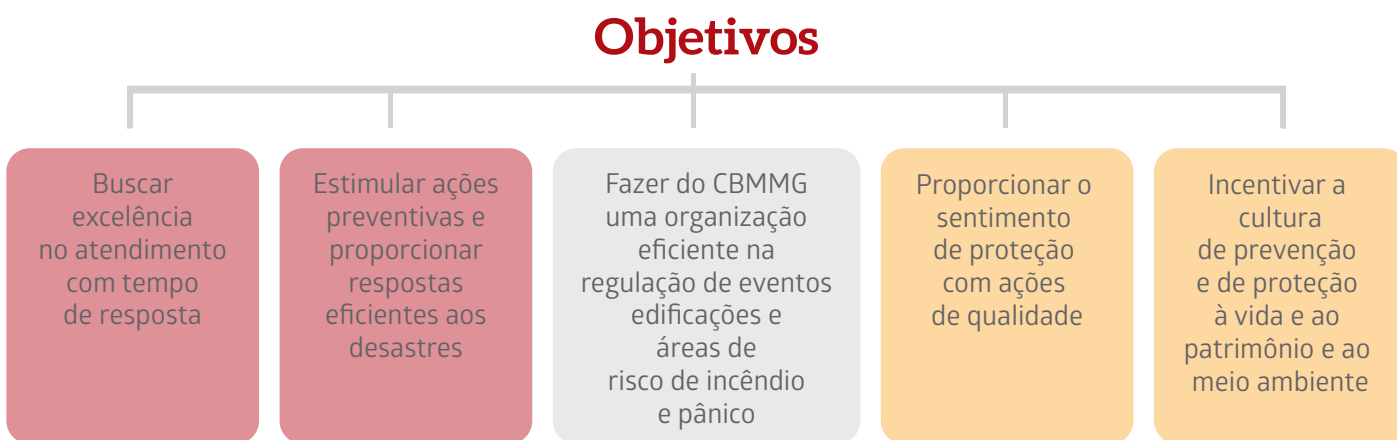 Objetivos
Buscar
excelência
no atendimento
com tempo
de resposta
Estimular ações
preventivas e
proporcionar
respostas
eficientes aos
desastres
Fazer do CBMMG
uma organização
eficiente na
regulação de eventos
edificações e
áreas de
risco de incêndio
e pânico
Proporcionar o
sentimento
de proteção
com ações
de qualidade
Incentivar a
cultura
de prevenção
e de proteção
à vida e ao
patrimônio e ao
meio ambiente